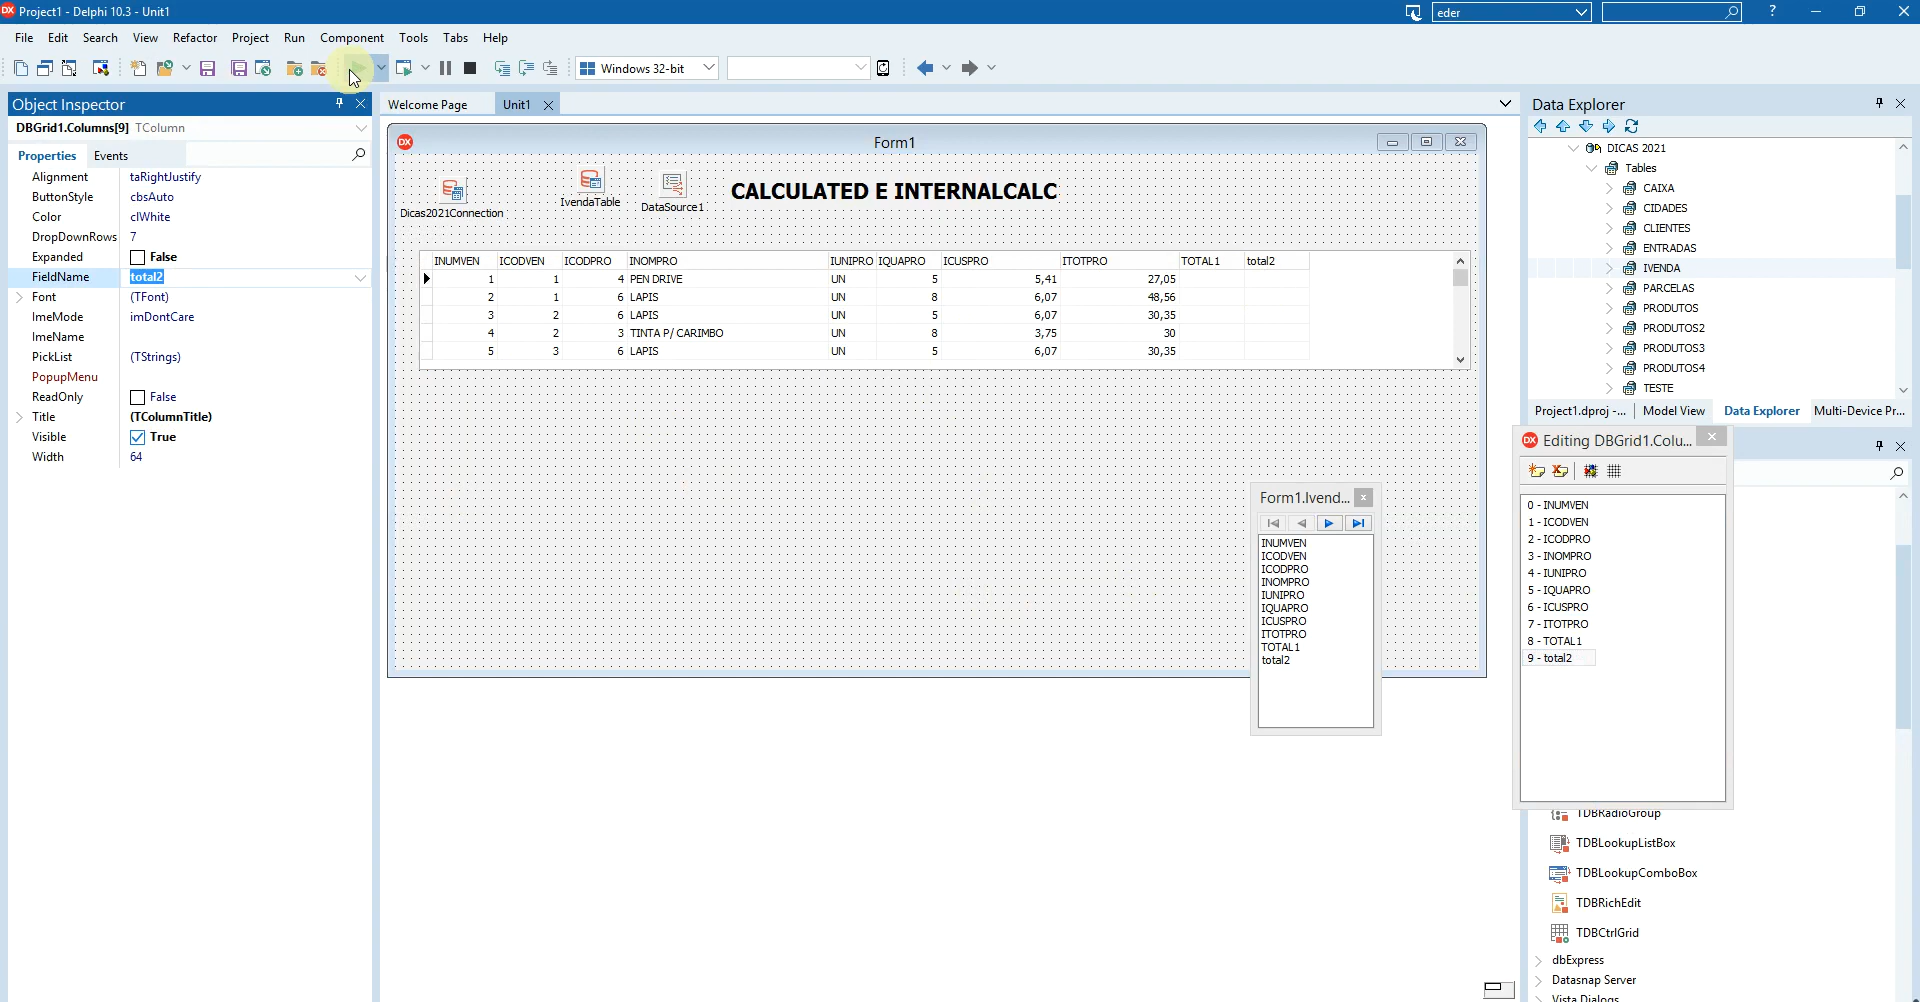 Project1 - Delphi 10.3 - Unit1
eder
?
File Edit Search View Refactor Project Run Component Tools Tabs Help
Windows 32-bit
Object Inspector
DBGrid1.Columns[9] TColumn
Properties Events
Alignment taRightJustify
ButtonStyle cbsAuto
Color clWhite
DropDownRows 7
Expanded False
FieldName total2
Font (TFont)
ImeMode imDontCare
ImeName
PickList (TStrings)
PopupMenu
ReadOnly False
Title (TColumnTitle)
Visible True
Width 64
Welcome Page Unit1
DX Form1
Dicas2021Connection
IvendaTable
DataSource1
CALCULATED E INTERNALCALC
INUMVEN ICODVEN ICODPRO INOMPRO IUNIPRO IQUAPRO ICUSPRO ITOTPRO TOTAL1 total2
1 1 4 PEN DRIVE UN 5 5,41 27,05
2 1 6 LAPIS UN 8 6,07 48,56
3 2 6 LAPIS UN 5 6,07 30,35
4 2 3 TINTA P/ CARIMBO UN 8 3,75 30
5 3 6 LAPIS UN 5 6,07 30,35
Form1.Ivend...
INUMVEN
ICODVEN
ICODPRO
INOMPRO
IUNIPRO
IQUAPRO
ICUSPRO
ITOTPRO
TOTAL1
total2
Data Explorer
DICAS 2021
Tables
CAIXA
CIDADES
CLIENTES
ENTRADAS
IVENDA
PARCELAS
PRODUTOS
PRODUTOS2
PRODUTOS3
PRODUTOS4
TESTE
Project1.dproj -... Model View Data Explorer Multi-Device Pr...
DX Editing DBGrid1.Colu...
0 - INUMVEN
1 - ICODVEN
2 - ICODPRO
3 - INOMPRO
4 - IUNIPRO
5 - IQUAPRO
6 - ICUSPRO
7 - ITOTPRO
8 - TOTAL1
9 - total2
TDBRadioGroup
TDBLookupListBox
TDBLookupComboBox
TDBRichEdit
TDBCtrlGrid
dbExpress
Datasnap Server
Vista Dialogs